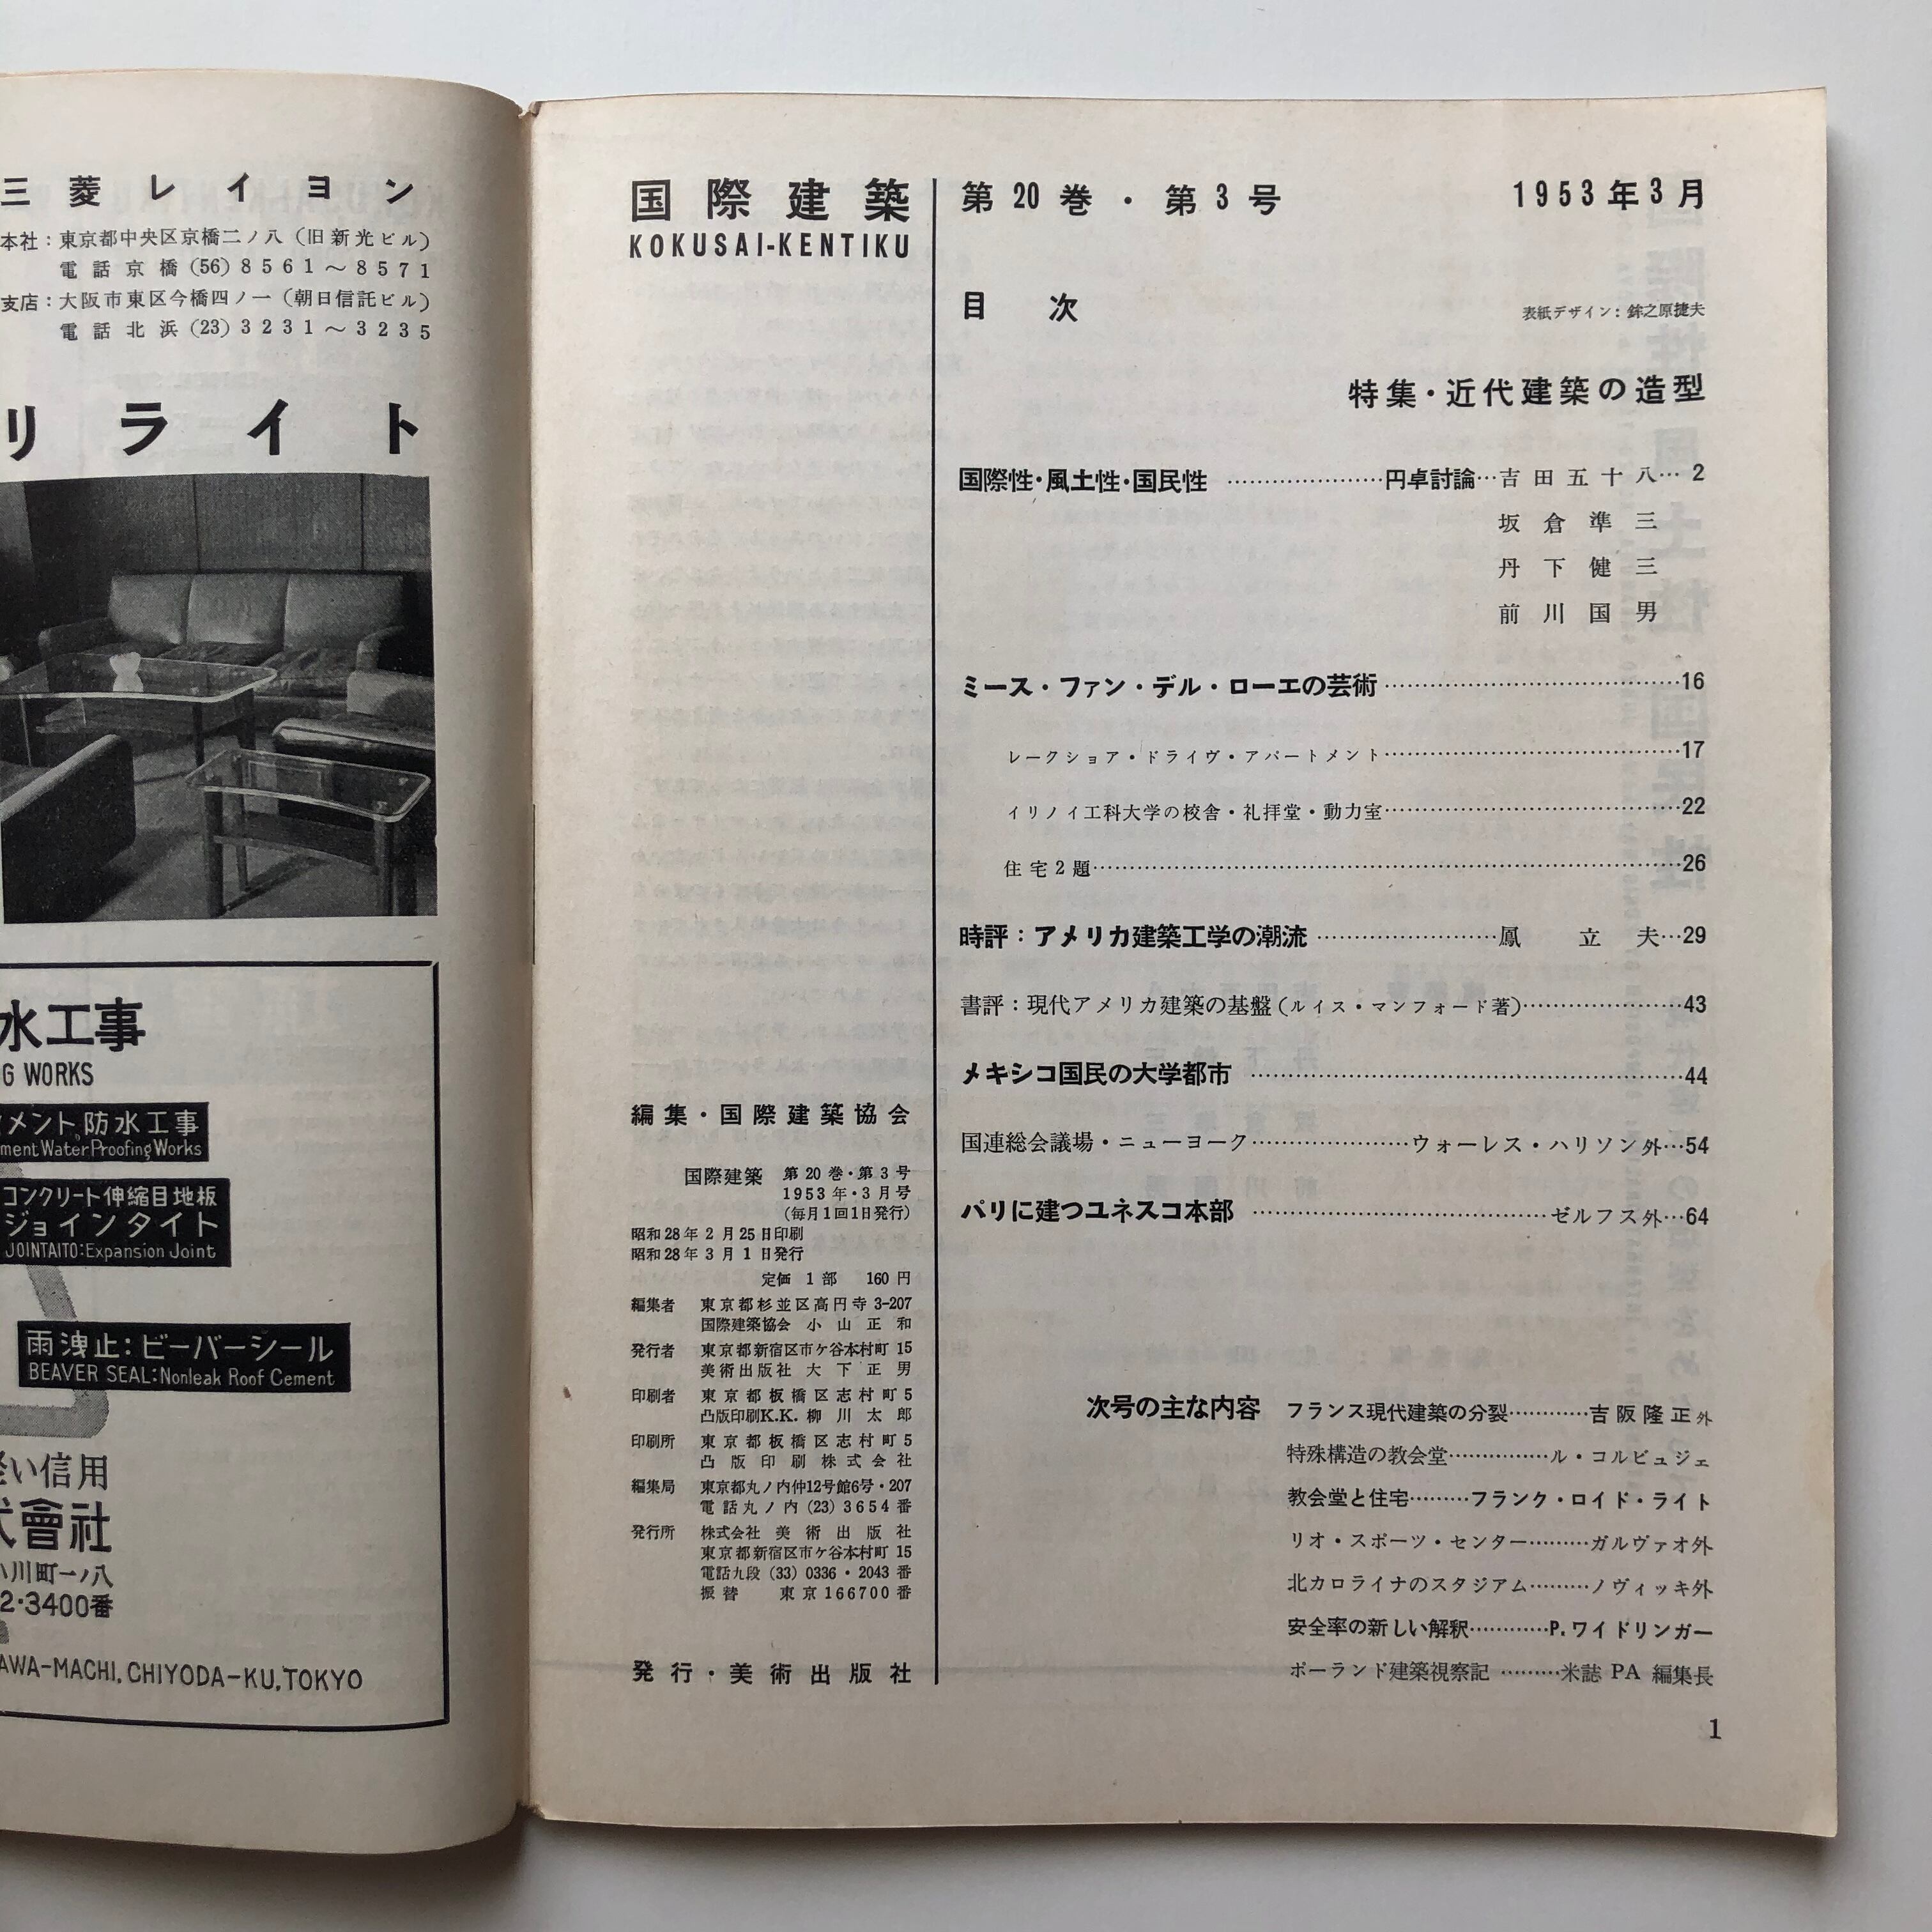 三菱レイヨン
本社：東京都中央区京橋二ノ八（旧新光ビル）
電話京橋(56)8561～8571
支店：大阪市東区今橋四ノ一（朝日信託ビル）
電話北浜(23)3231～3235
リライト
水工事
G WORKS
メント防水工事
ment WaterProofing Works
コンクリート伸縮目地板
ジョインタイト
JOINTAITO:Expansion Joint
雨洩止：ビーバーシール
BEAVER SEAL:Nonleak Roof Cement
い信用
式會社
小川町一ノ八
2・3400番
AWA-MACHI, CHIYODA-KU, TOKYO
国際建築
KOKUSAI-KENTIKU
編集・国際建築協会
国際建築 第20巻・第3号
1953年・3月号
（毎月1回1日発行）
昭和28年2月25日印刷
昭和28年3月1日発行
定価 1部 160円
編集者 東京都杉並区高円寺3-207
国際建築協会 小山正和
発行者 東京都新宿区市ケ谷本村町15
美術出版社 大下正男
印刷者 東京都板橋区志村町5
凸版印刷K.K. 柳川太郎
印刷所 東京都板橋区志村町5
凸版印刷株式会社
編集局 東京都丸ノ内仲12号館6号・207
電話丸ノ内(23)3654番
発行所 株式会社 美術出版社
東京都新宿区市ケ谷本村町15
電話九段(33)0336・2043番
振替 東京166700番
発行・美術出版社
第20巻・第3号 1953年3月
目次 表紙デザイン：鉾之原捷夫
特集・近代建築の造型
国際性・風土性・国民性……円卓討論…吉田五十八…2
坂倉準三
丹下健三
前川国男
ミース・ファン・デル・ローエの芸術……16
レークショア・ドライヴ・アパートメント……17
イリノイ工科大学の校舎・礼拝堂・動力室……22
住宅2題……26
時評：アメリカ建築工学の潮流……鳳立夫…29
書評：現代アメリカ建築の基盤（ルイス・マンフォード著）……43
メキシコ国民の大学都市……44
国連総会議場・ニューヨーク……ウォーレス・ハリソン外…54
パリに建つユネスコ本部……ゼルフス外…64
次号の主な内容 フランス現代建築の分裂……吉阪隆正外
特殊構造の教会堂……ル・コルビュジェ
教会堂と住宅……フランク・ロイド・ライト
リオ・スポーツ・センター……ガルヴァオ外
北カロライナのスタジアム……ノヴィッキ外
安全率の新しい解釈……P.ワイドリンガー
ポーランド建築視察記……米誌 PA 編集長
1